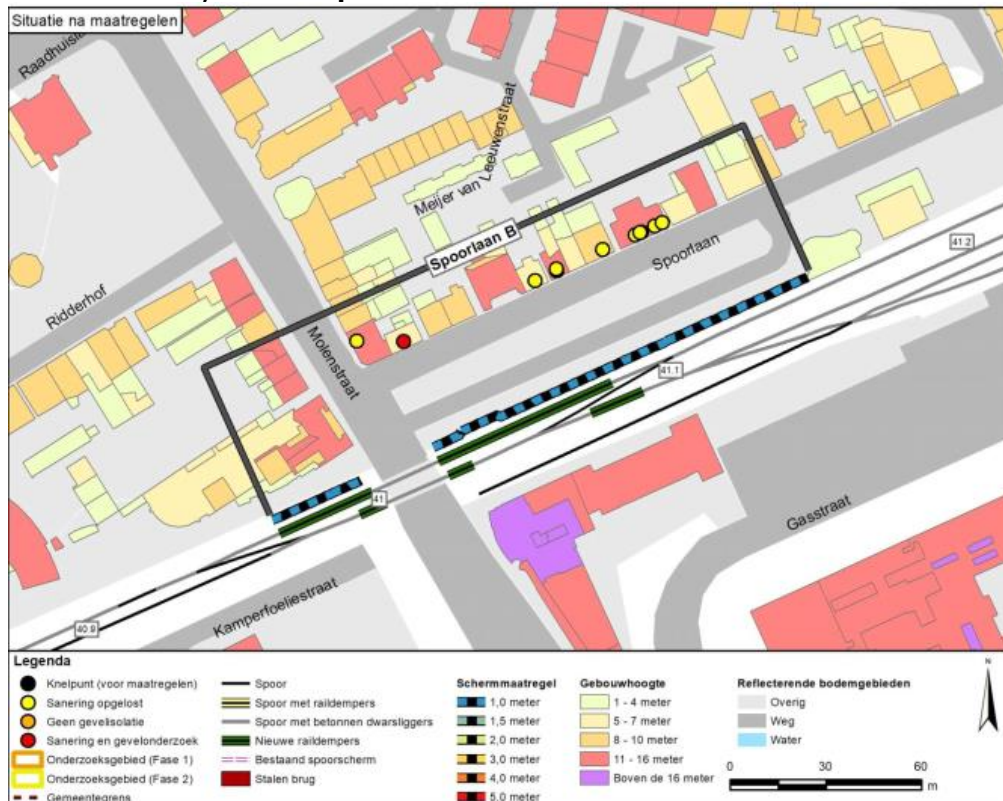 Situatie na maatregelen
Raadhuisla
Meijer van Leeuwenstraat
Spoorlaan B
Spoorlaan
Ridderhof
Molenstraat
41.2
41.1
41
Gasstraat
Kamperfoeliestraat
40.9
Legenda
Knelpunt (voor maatregelen)
Sanering opgelost
Geen gevelisolatie
Sanering en gevelonderzoek
Onderzoeksgebied (Fase 1)
Onderzoeksgebied (Fase 2)
Gemeentegrens
Spoor
Spoor met raildempers
Spoor met betonnen dwarsliggers
Nieuwe raildempers
Bestaand spoorscherm
Stalen brug
Schermmaatregel
1,0 meter
1,5 meter
2,0 meter
3,0 meter
4,0 meter
5,0 meter
Gebouwhoogte
1 - 4 meter
5 - 7 meter
8 - 10 meter
11 - 16 meter
Boven de 16 meter
Reflecterende bodemgebieden
Overig
Weg
Water
N
0 30 60
m